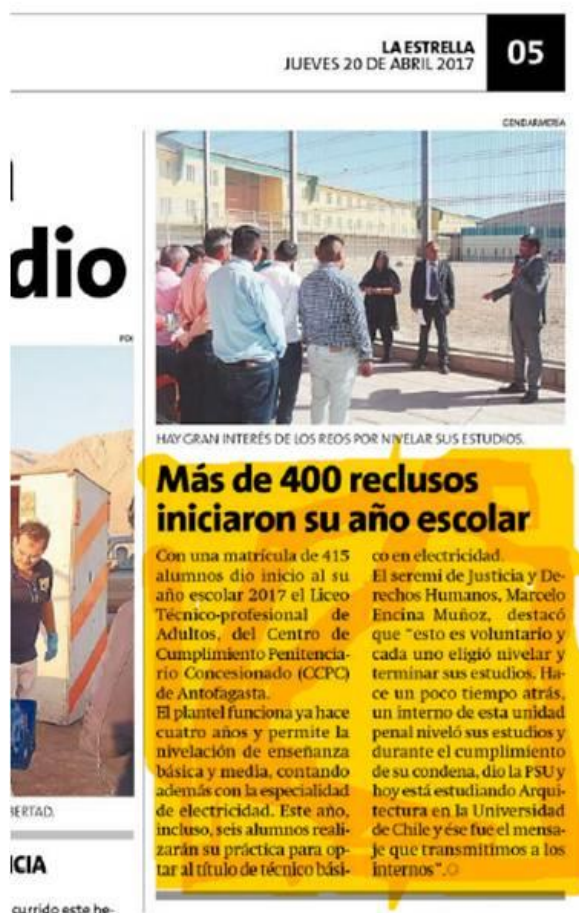 LA ESTRELLA
JUEVES 20 DE ABRIL 2017
05
GENDARMERÍA
dio
PDI
HAY GRAN INTERÉS DE LOS REOS POR NIVELAR SUS ESTUDIOS.
Más de 400 reclusos
iniciaron su año escolar
Con una matrícula de 415
alumnos dio inicio al su
año escolar 2017 el Liceo
Técnico-profesional de
Adultos, del Centro de
Cumplimiento Penitencia-
rio Concesionado (CCPC)
de Antofagasta.
El plantel funciona ya hace
cuatro años y permite la
nivelación de enseñanza
básica y media, contando
además con la especialidad
de electricidad. Este año,
incluso, seis alumnos reali-
zarán su práctica para op-
tar al título de técnico bási-
co en electricidad.
El seremi de Justicia y De-
rechos Humanos, Marcelo
Encina Muñoz, destacó
que "esto es voluntario y
cada uno eligió nivelar y
terminar sus estudios. Ha-
ce un poco tiempo atrás,
un interno de esta unidad
penal niveló sus estudios y
durante el cumplimiento
de su condena, dio la PSU y
hoy está estudiando Arqui-
tectura en la Universidad
de Chile y ése fue el mensa-
je que transmitimos a los
internos".
BERTAD.
CIA
currido este he-